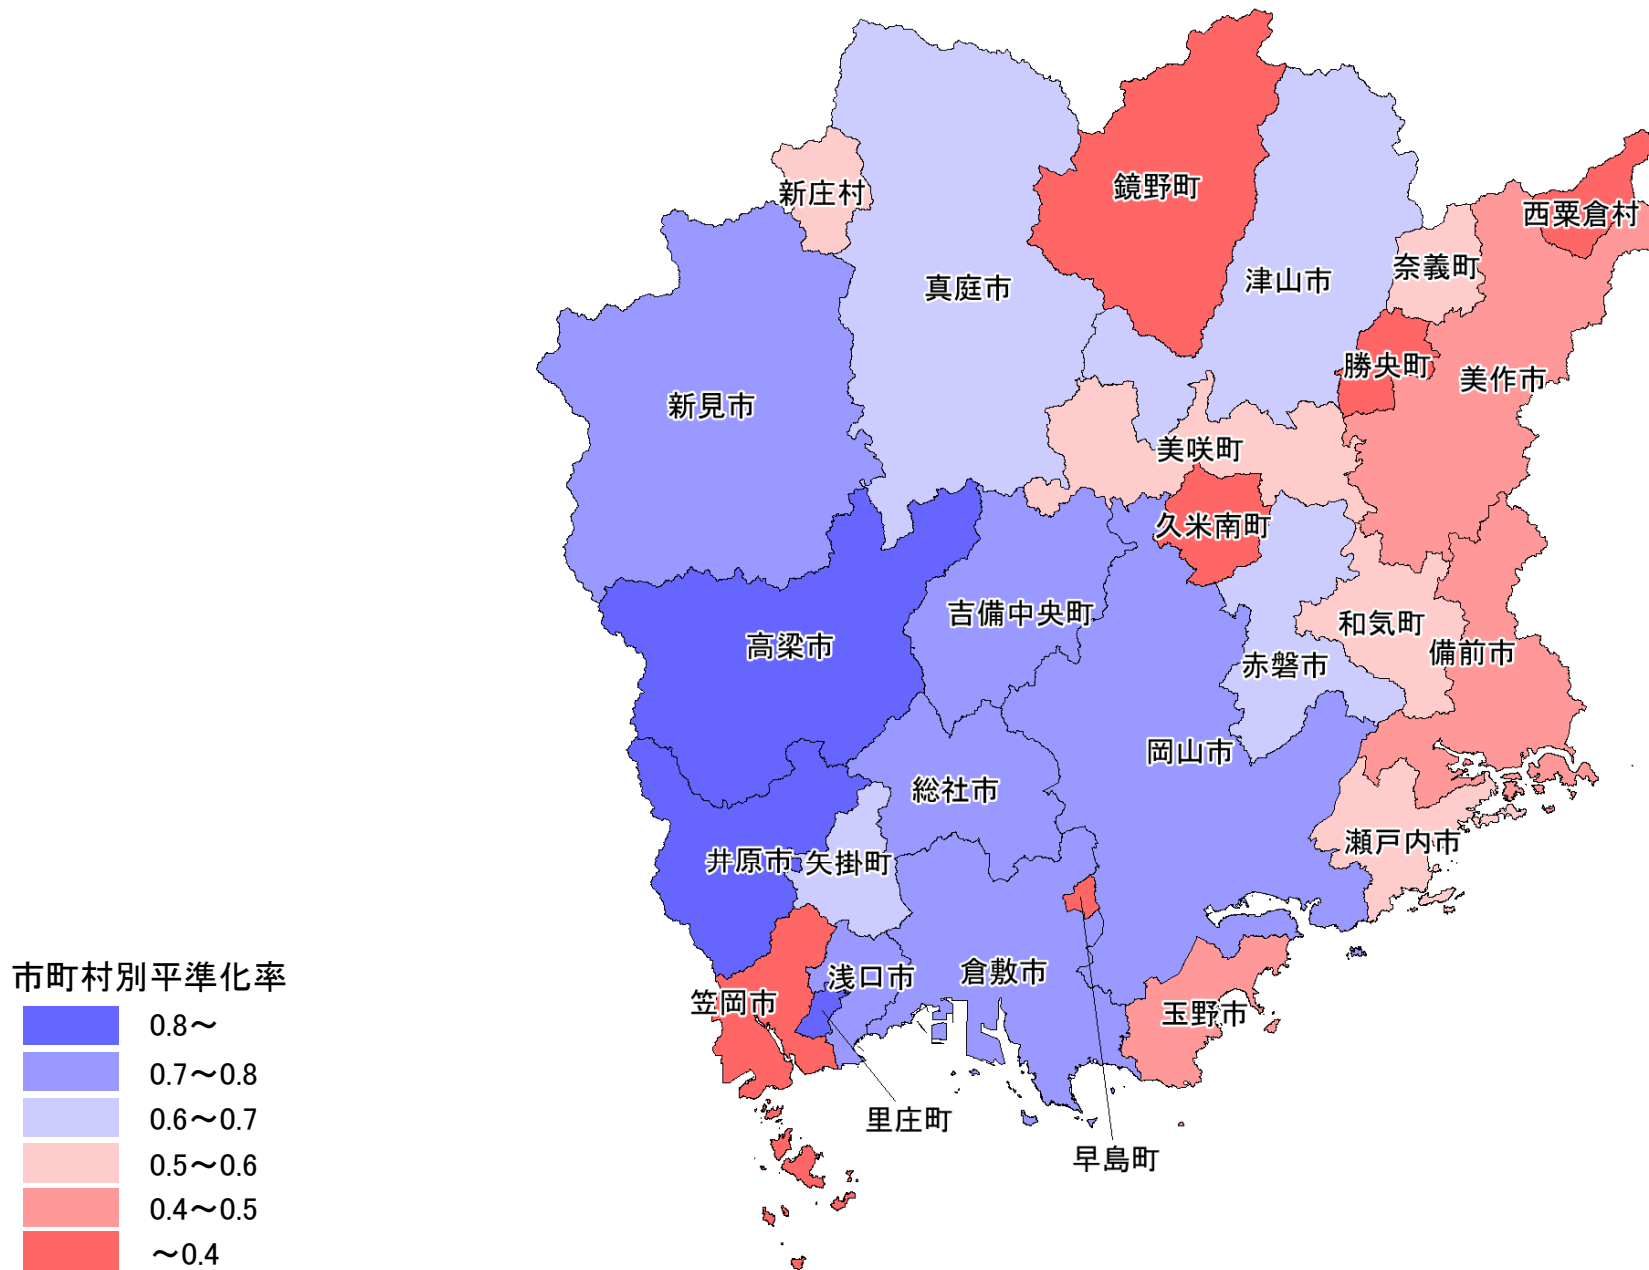 鏡野町
新庄村
西粟倉村
奈義町
津山市
真庭市
勝央町
美作市
新見市
美咲町
久米南町
吉備中央町
和気町
高梁市
備前市
赤磐市
岡山市
総社市
瀬戸内市
井原市
矢掛町
浅口市
倉敷市
笠岡市
玉野市
里庄町
早島町
市町村別平準化率
0.8～
0.7～0.8
0.6～0.7
0.5～0.6
0.4～0.5
～0.4